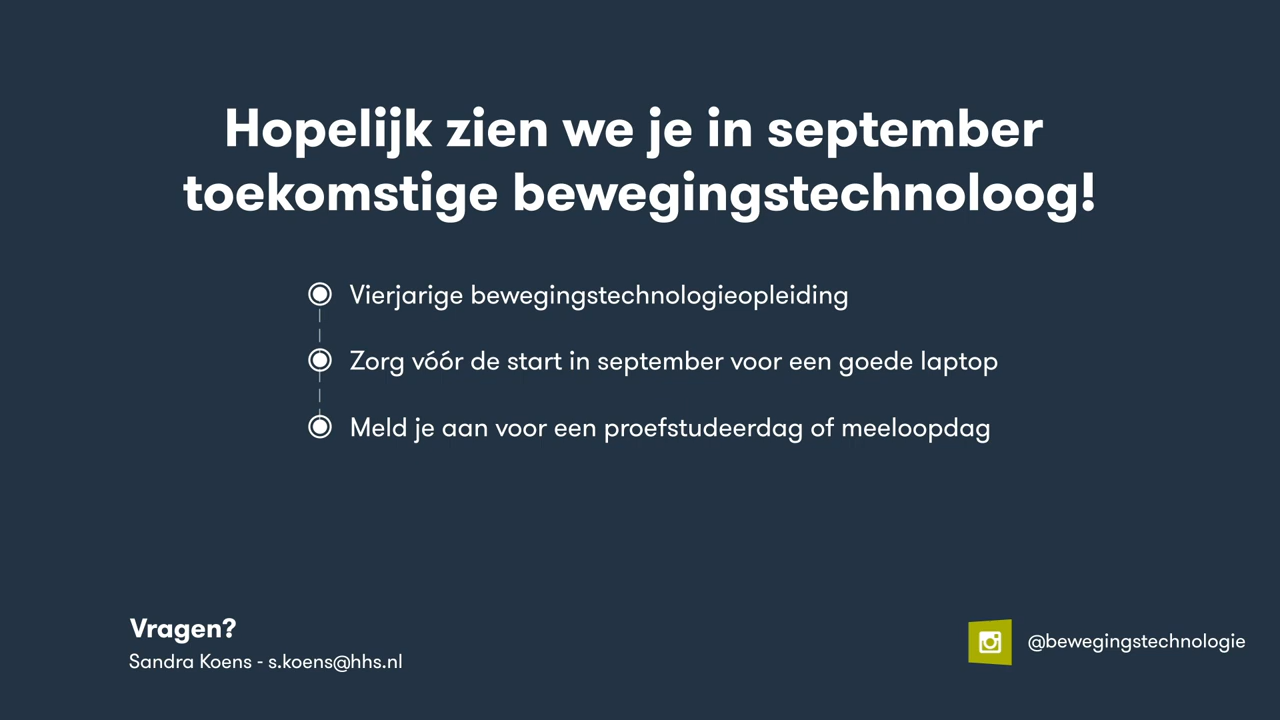 Hopelijk zien we je in september
toekomstige bewegingstechnoloog!
Vierjarige bewegingstechnologieopleiding
Zorg vóór de start in september voor een goede laptop
Meld je aan voor een proefstudeerdag of meeloopdag
Vragen?
Sandra Koens - s.koens@hhs.nl
@bewegingstechnologie